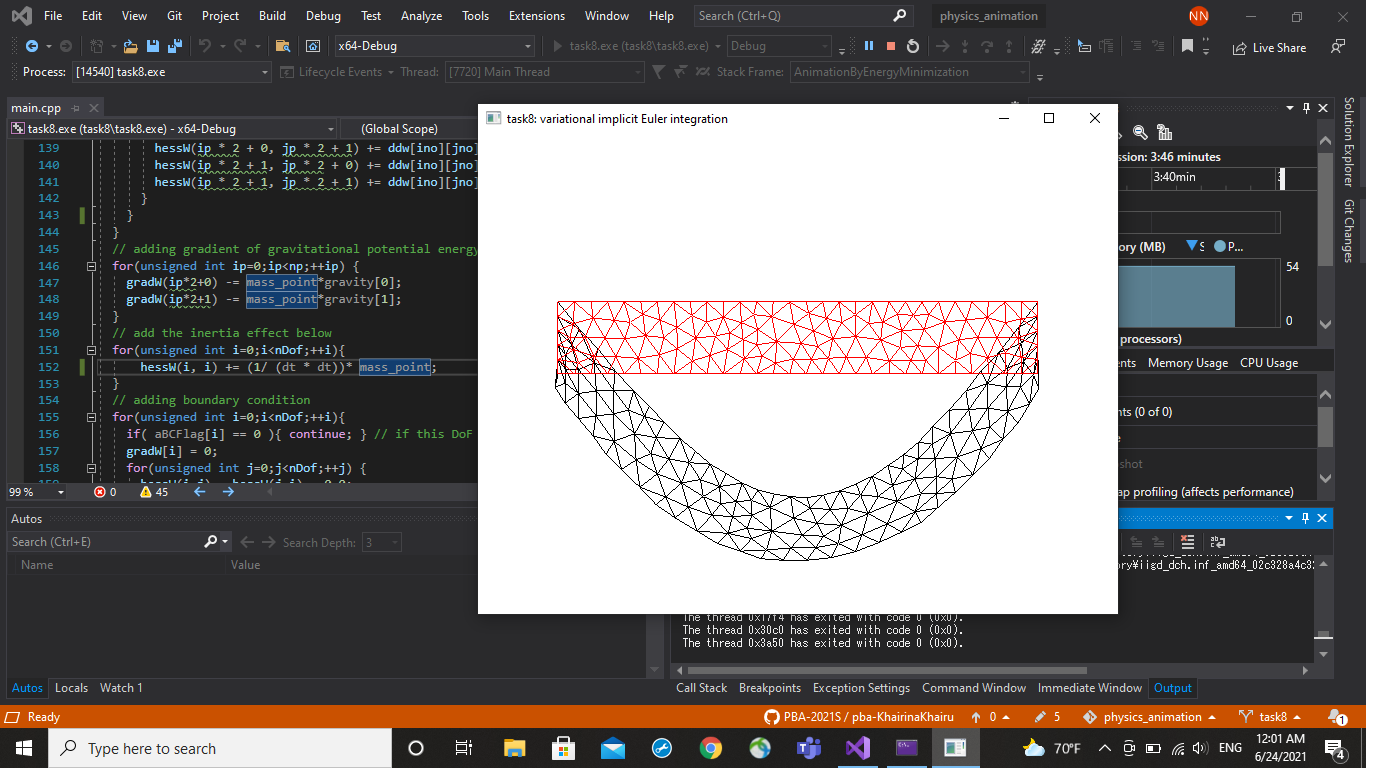 File Edit View Git Project Build Debug Test Analyze Tools Extensions Window Help Search (Ctrl+Q) physics_animation NN
x64-Debug task8.exe (task8\task8.exe) Debug Live Share
Process: [14540] task8.exe Lifecycle Events Thread: [7720] Main Thread Stack Frame: AnimationByEnergyMinimization
main.cpp
task8.exe (task8\task8.exe) - x64-Debug (Global Scope)
139 hessW(ip * 2 + 0, jp * 2 + 1) += ddw[ino][jno]
140 hessW(ip * 2 + 1, jp * 2 + 0) += ddw[ino][jno]
141 hessW(ip * 2 + 1, jp * 2 + 1) += ddw[ino][jno]
142 }
143 }
144 }
145 // adding gradient of gravitational potential energy
146 for(unsigned int ip=0;ip<np;++ip) {
147 gradW(ip*2+0) -= mass_point*gravity[0];
148 gradW(ip*2+1) -= mass_point*gravity[1];
149 }
150 // add the inertia effect below
151 for(unsigned int i=0;i<nDof;++i){
152 hessW(i, i) += (1/ (dt * dt))* mass_point;
153 }
154 // adding boundary condition
155 for(unsigned int i=0;i<nDof;++i){
156 if( aBCFlag[i] == 0 ){ continue; } // if this DoF
157 gradW[i] = 0;
158 for(unsigned int j=0;j<nDof;++j) {
99 % 0 45
task8: variational implicit Euler integration
ssion: 3:46 minutes
3:40min
ory (MB) S P...
54
0
processors)
ents Memory Usage CPU Usage
nts (0 of 0)
e
shot
ap profiling (affects performance)
Solution Explorer
Git Changes
Autos
Search (Ctrl+E) Search Depth: 3
Name Value
ory¥iigd_dch.inf_amd64_02c328a4c3
The thread 0x17f4 has exited with code 0 (0x0).
The thread 0x30c0 has exited with code 0 (0x0).
The thread 0x3a50 has exited with code 0 (0x0).
Autos Locals Watch 1
Call Stack Breakpoints Exception Settings Command Window Immediate Window Output
Ready PBA-2021S / pba-KhairinaKhairu 0 5 physics_animation task8 1
Type here to search 70°F ENG 12:01 AM
6/24/2021 4